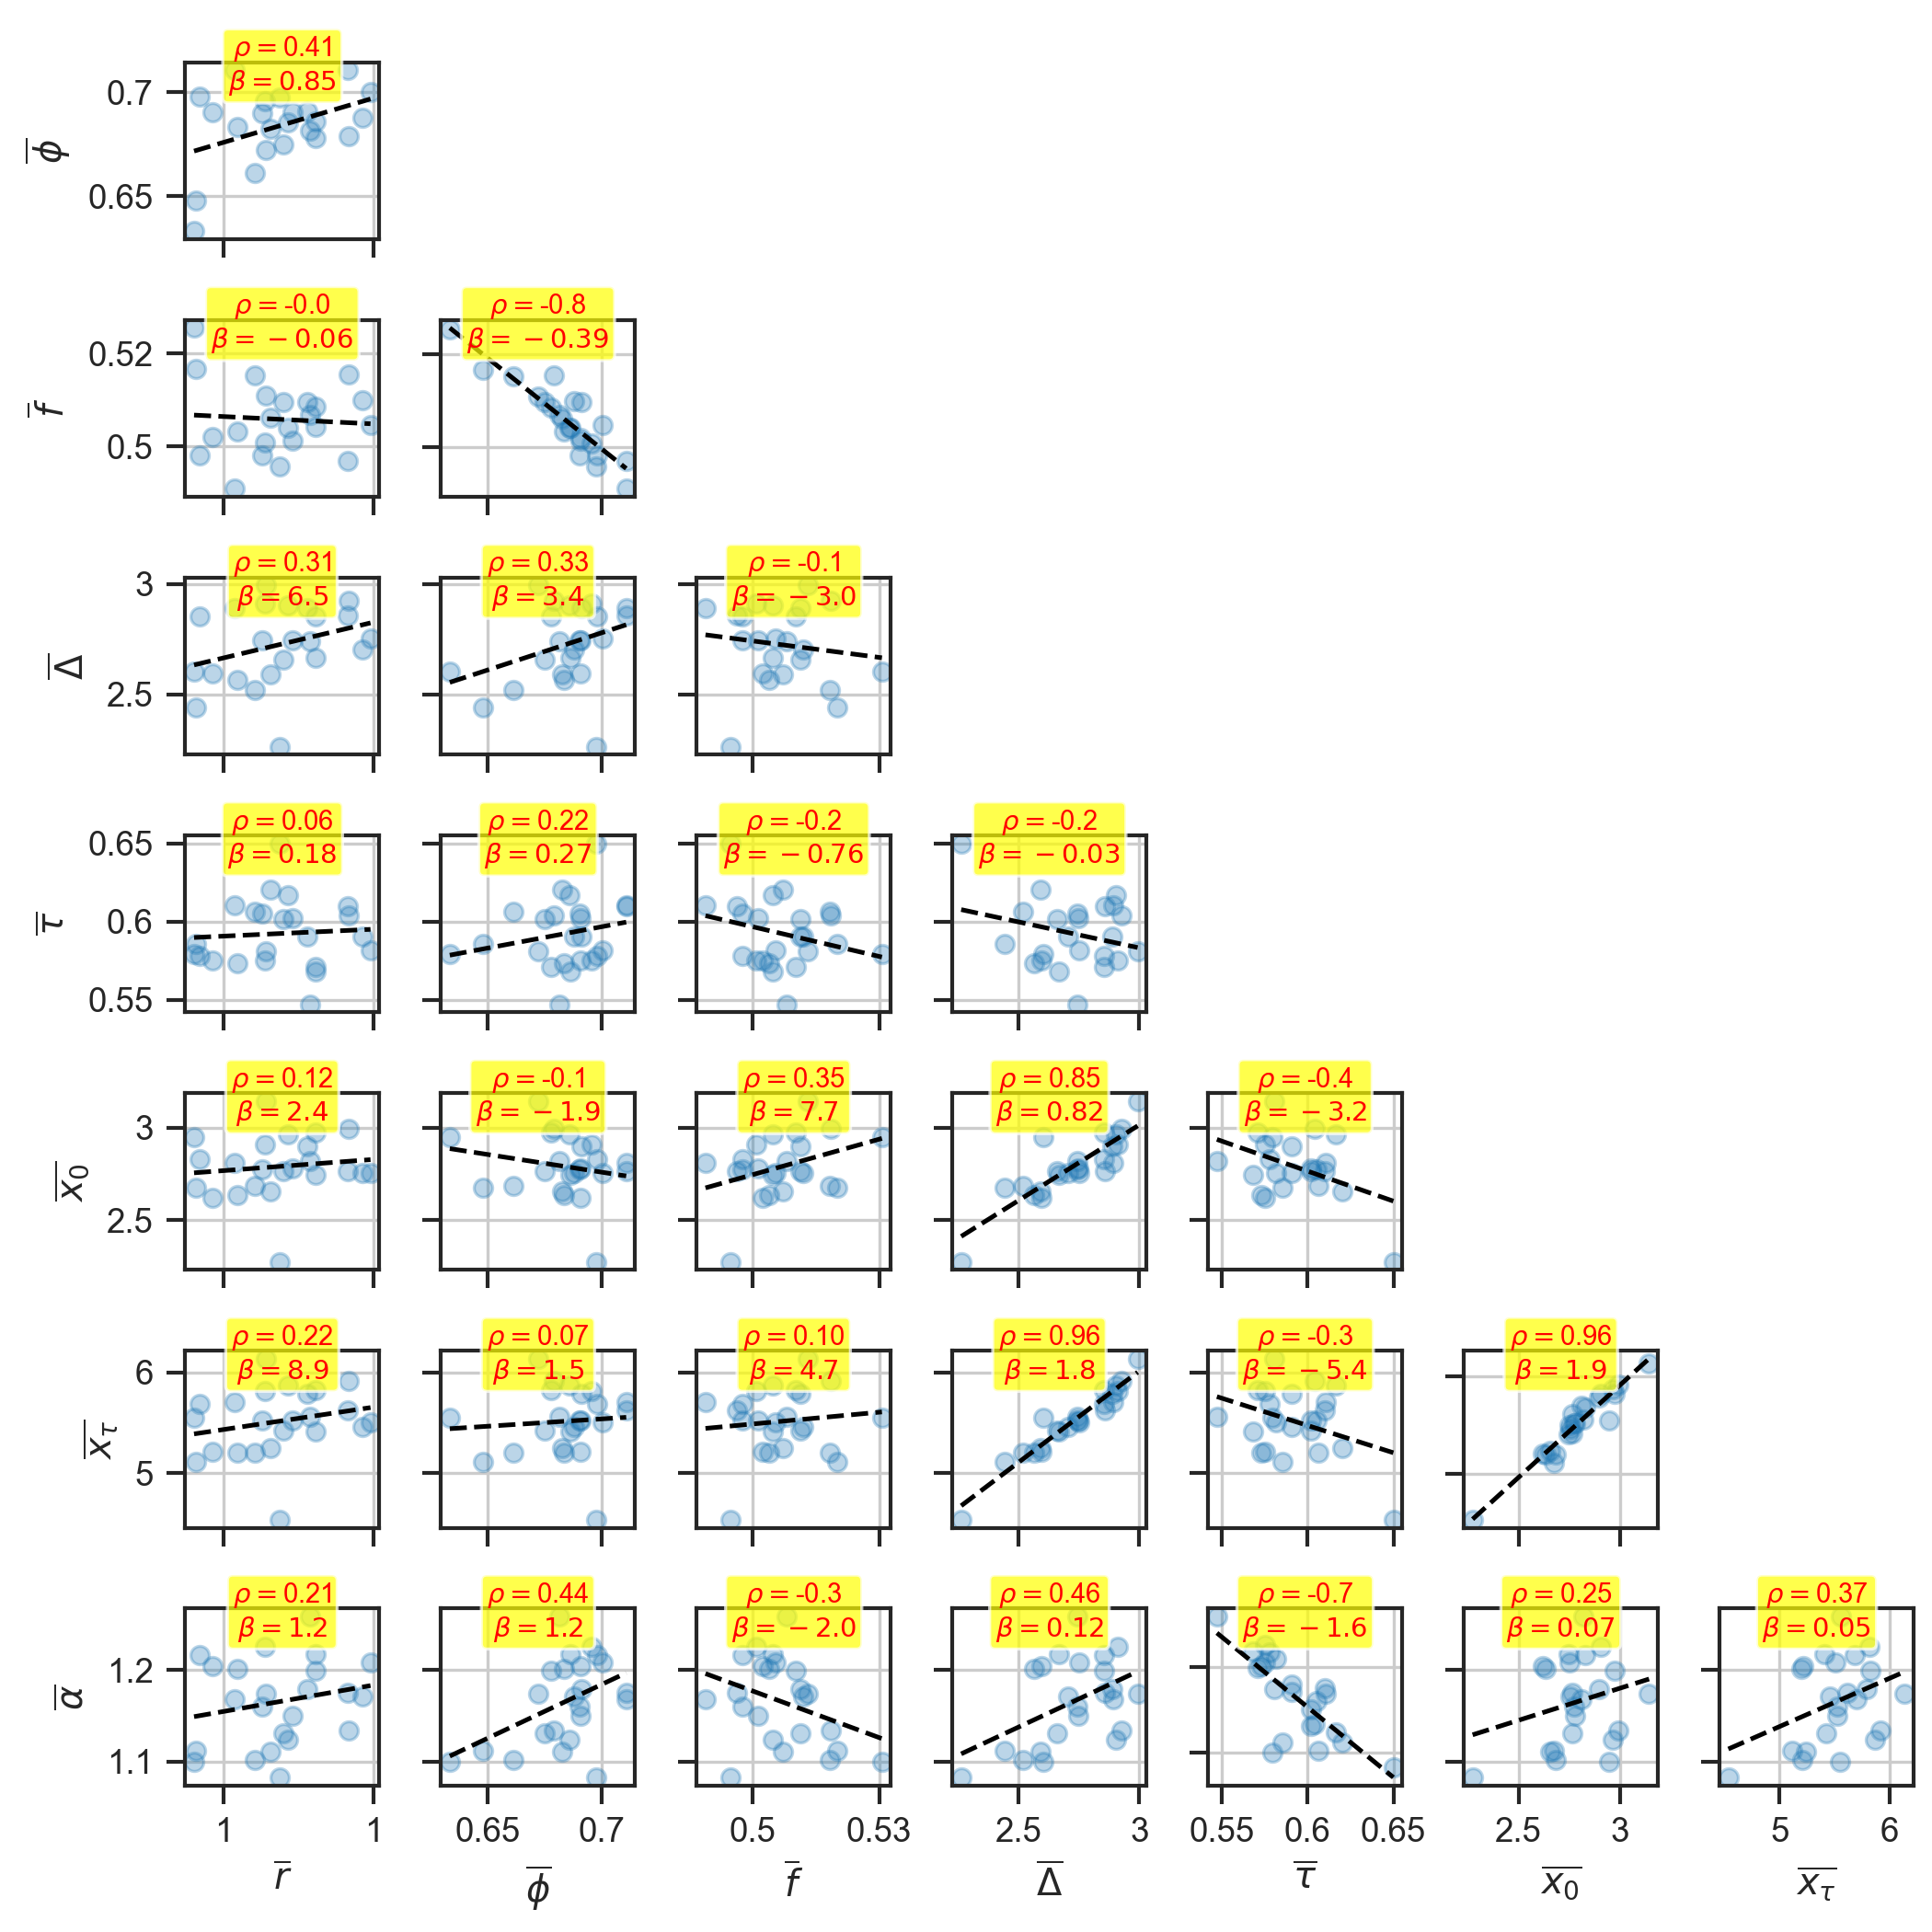 ρ = 0.41
β = 0.85
0.7
0.65
ϕ̅
ρ = -0.0
β = −0.06
ρ = -0.8
β = −0.39
0.52
0.5
f̅
ρ = 0.31
β = 6.5
ρ = 0.33
β = 3.4
ρ = -0.1
β = −3.0
3
2.5
Δ̅
ρ = 0.06
β = 0.18
ρ = 0.22
β = 0.27
ρ = -0.2
β = −0.76
ρ = -0.2
β = −0.03
0.65
0.6
0.55
τ̅
ρ = 0.12
β = 2.4
ρ = -0.1
β = −1.9
ρ = 0.35
β = 7.7
ρ = 0.85
β = 0.82
ρ = -0.4
β = −3.2
3
2.5
x̅₀
ρ = 0.22
β = 8.9
ρ = 0.07
β = 1.5
ρ = 0.10
β = 4.7
ρ = 0.96
β = 1.8
ρ = -0.3
β = −5.4
ρ = 0.96
β = 1.9
6
5
x̅_τ
ρ = 0.21
β = 1.2
ρ = 0.44
β = 1.2
ρ = -0.3
β = −2.0
ρ = 0.46
β = 0.12
ρ = -0.7
β = −1.6
ρ = 0.25
β = 0.07
ρ = 0.37
β = 0.05
1.2
1.1
α̅
1 1 0.65 0.7 0.5 0.53 2.5 3 0.55 0.6 0.65 2.5 3 5 6
r̅ ϕ̅ f̅ Δ̅ τ̅ x̅₀ x̅_τ